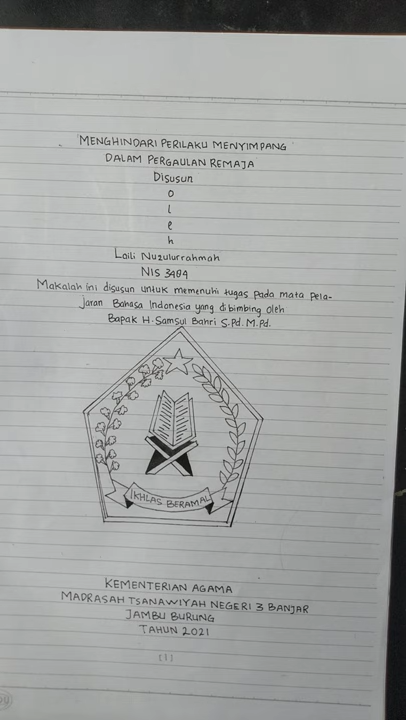 MENGHINDARI PERILAKU MENYIMPANG
DALAM PERGAULAN REMAJA
Disusun
o
l
e
h
Laili Nuzulurrahmah
NIS 3484
Makalah ini disusun untuk memenuhi tugas pada mata pela-
jaran Bahasa Indonesia yang dibimbing oleh
Bapak H. Samsul Bahri S.Pd. M.Pd.
IKHLAS BERAMAL
KEMENTERIAN AGAMA
MADRASAH TSANAWIYAH NEGERI 3 BANJAR
JAMBU BURUNG
TAHUN 2021
[1]